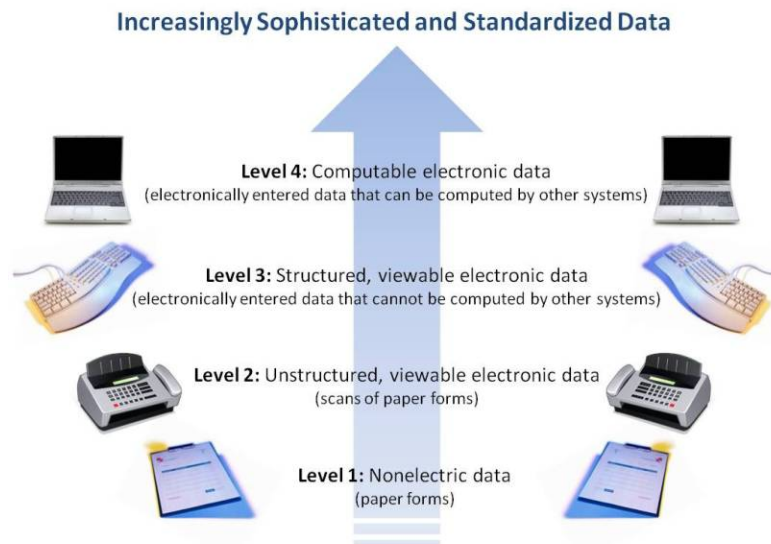 Increasingly Sophisticated and Standardized Data
Level 4: Computable electronic data
(electronically entered data that can be computed by other systems)
Level 3: Structured, viewable electronic data
(electronically entered data that cannot be computed by other systems)
Level 2: Unstructured, viewable electronic data
(scans of paper forms)
Level 1: Nonelectric data
(paper forms)